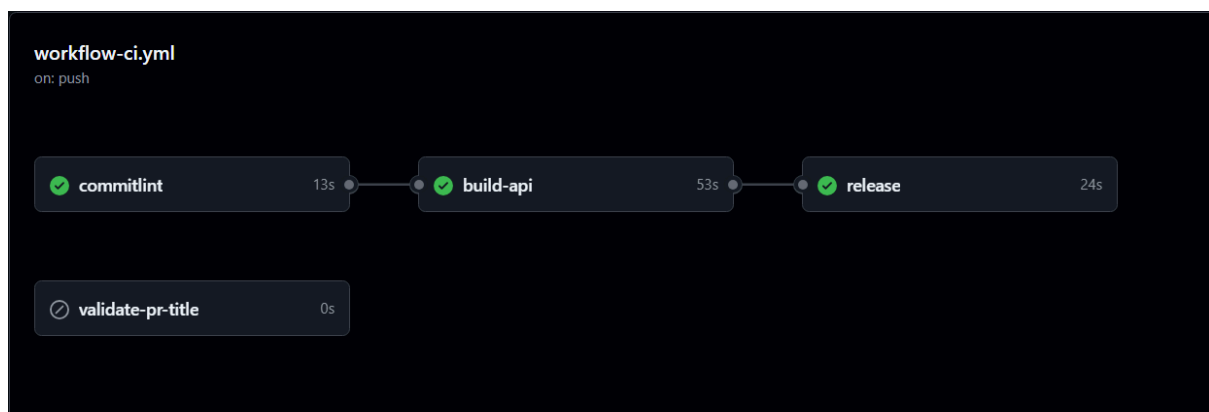 workflow-ci.yml
on: push
commitlint 13s
build-api 53s
release 24s
validate-pr-title 0s